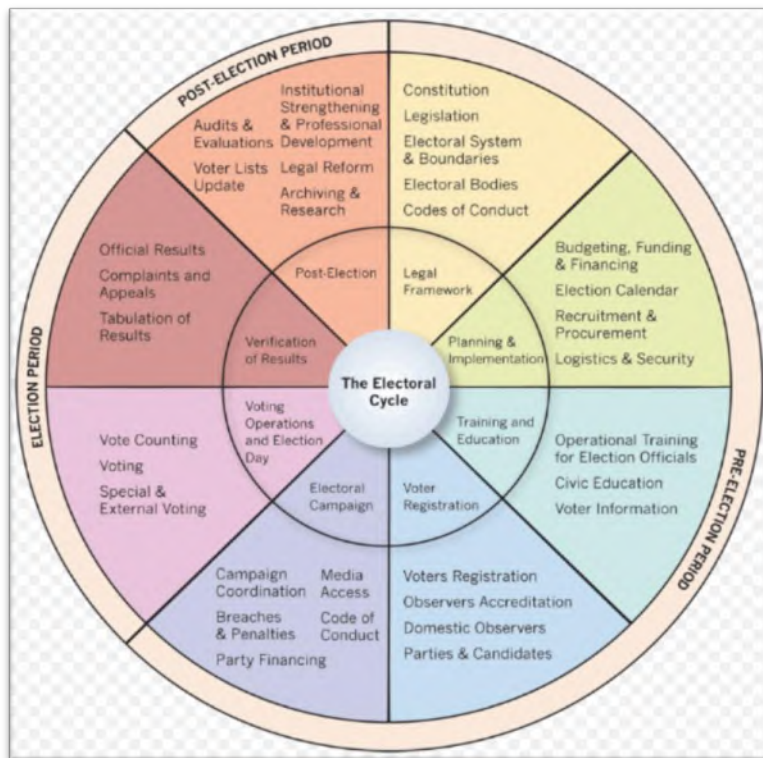 POST-ELECTION PERIOD
ELECTION PERIOD
PRE-ELECTION PERIOD
The Electoral
Cycle
Legal
Framework
Constitution
Legislation
Electoral System
& Boundaries
Electoral Bodies
Codes of Conduct
Planning &
Implementation
Budgeting, Funding
& Financing
Election Calendar
Recruitment &
Procurement
Logistics & Security
Training and
Education
Operational Training
for Election Officials
Civic Education
Voter Information
Voter
Registration
Voters Registration
Observers Accreditation
Domestic Observers
Parties & Candidates
Electoral
Campaign
Campaign
Coordination
Breaches
& Penalties
Party Financing
Media
Access
Code of
Conduct
Voting
Operations
and Election
Day
Vote Counting
Voting
Special &
External Voting
Verification
of Results
Official Results
Complaints and
Appeals
Tabulation of
Results
Post-Election
Audits &
Evaluations
Voter Lists
Update
Institutional
Strengthening
& Professional
Development
Legal Reform
Archiving &
Research